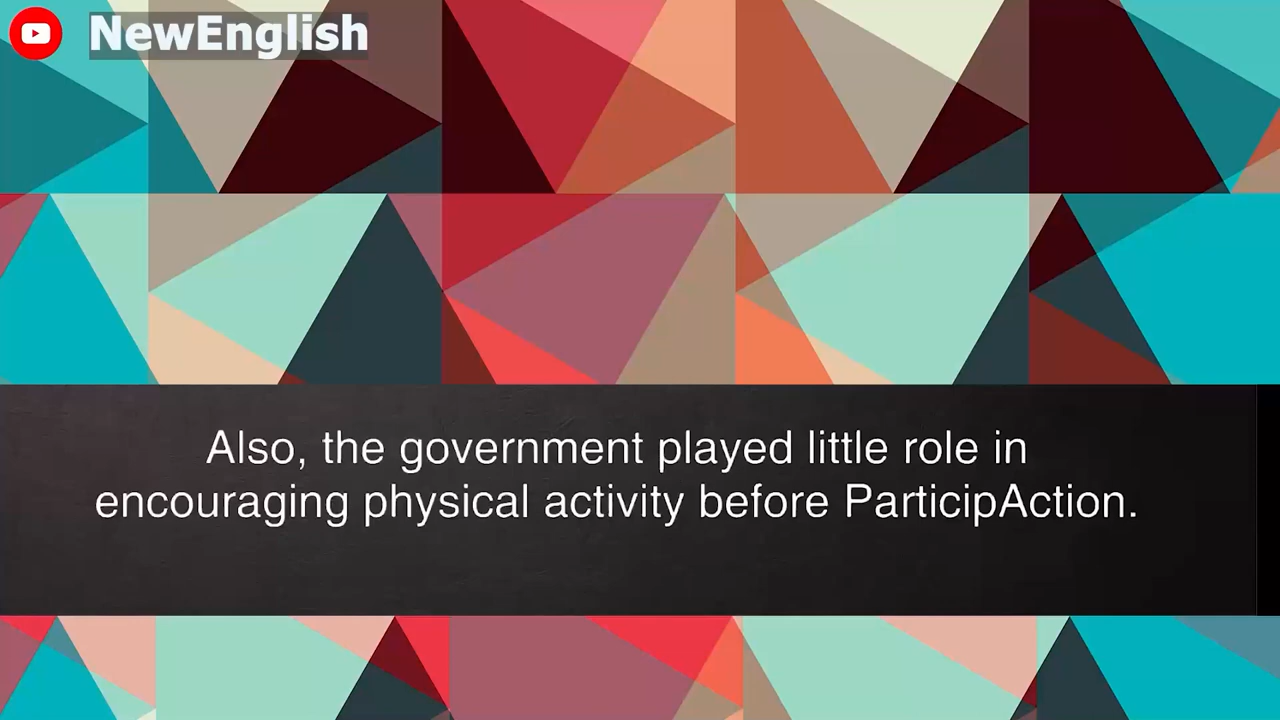 NewEnglish
Also, the government played little role in
encouraging physical activity before ParticipAction.